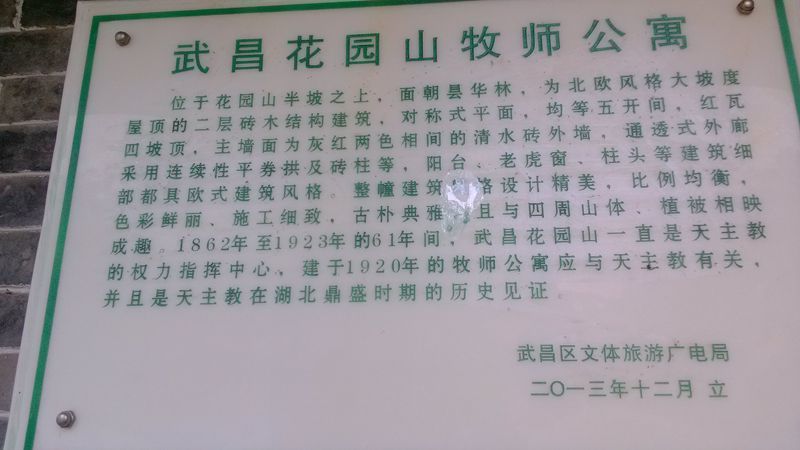 武昌花园山牧师公寓
位于花园山半坡之上，面朝昙华林，为北欧风格大坡度
屋顶的二层砖木结构建筑，对称式平面，均等五开间，红瓦
四坡顶，主墙面为灰红两色相间的清水砖外墙，通透式外廊
采用连续性平券拱及砖柱等，阳台、老虎窗、柱头等建筑细
部都具欧式建筑风格。整幢建筑 设计精美，比例均衡，
色彩鲜丽、施工细致，古朴典雅 且与四周山体、植被相映
成趣。1862年至1923年的61年间，武昌花园山一直是天主教
的权力指挥中心，建于1920年的牧师公寓应与天主教有关，
并且是天主教在湖北鼎盛时期的历史见证。
武昌区文体旅游广电局
二〇一三年十二月 立